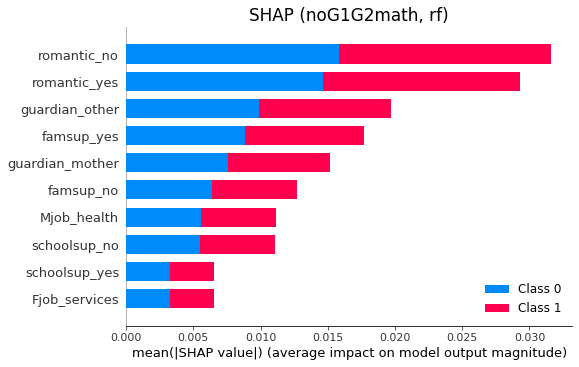 SHAP (noG1G2math, rf)
romantic_no
romantic_yes
guardian_other
famsup_yes
guardian_mother
famsup_no
Mjob_health
schoolsup_no
schoolsup_yes
Fjob_services
Class 0
Class 1
0.000 0.005 0.010 0.015 0.020 0.025 0.030
mean(|SHAP value|) (average impact on model output magnitude)